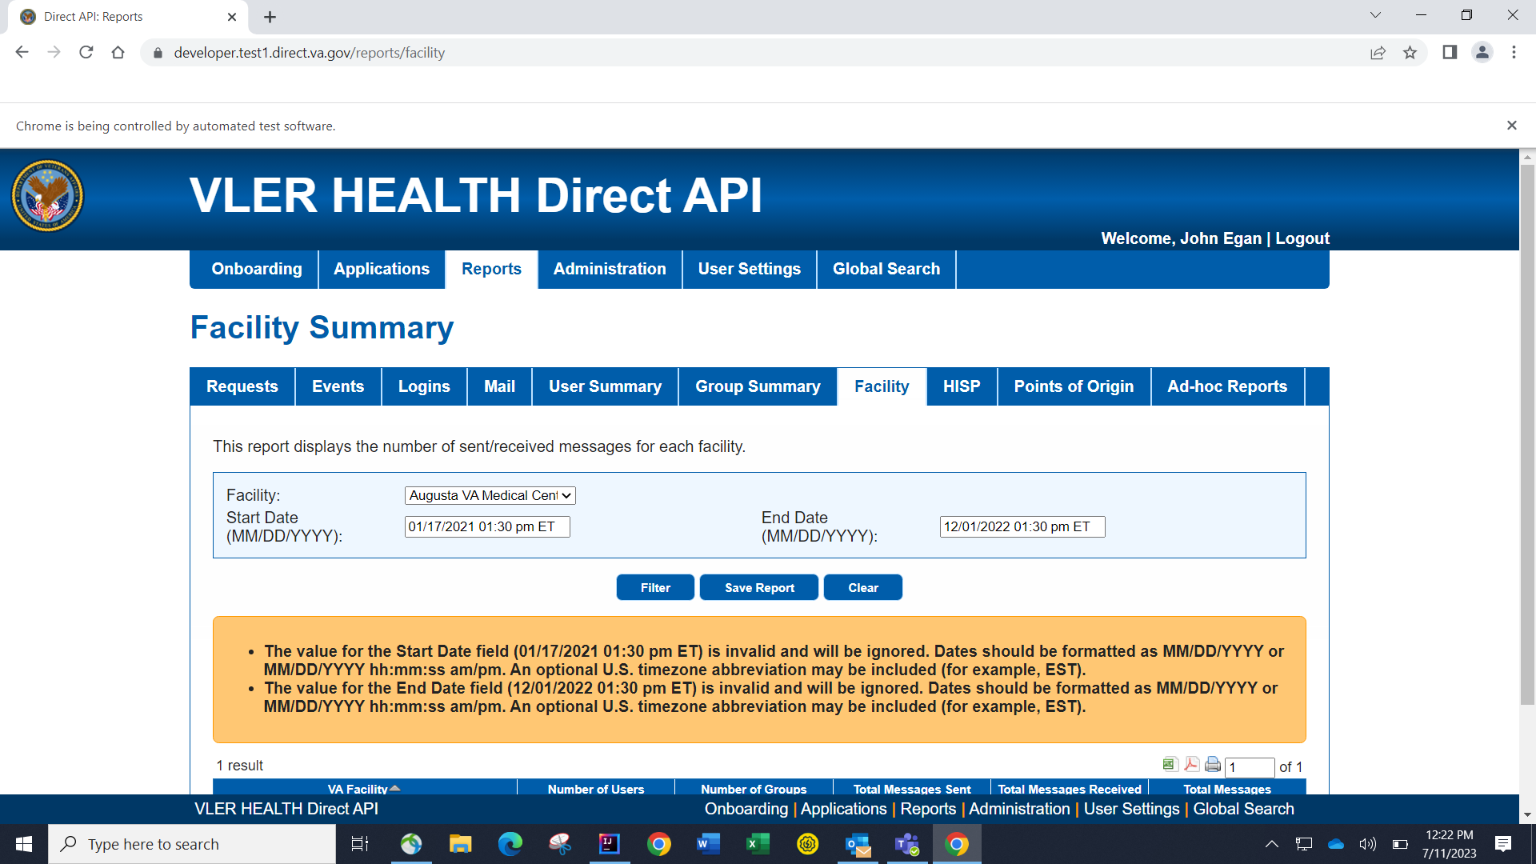 Direct API: Reports
developer.test1.direct.va.gov/reports/facility
Chrome is being controlled by automated test software.
VLER HEALTH Direct API
Welcome, John Egan | Logout
Onboarding Applications Reports Administration User Settings Global Search
Facility Summary
Requests Events Logins Mail User Summary Group Summary Facility HISP Points of Origin Ad-hoc Reports
This report displays the number of sent/received messages for each facility.
Facility: Augusta VA Medical Cent
Start Date
(MM/DD/YYYY): 01/17/2021 01:30 pm ET
End Date
(MM/DD/YYYY): 12/01/2022 01:30 pm ET
Filter Save Report Clear
• The value for the Start Date field (01/17/2021 01:30 pm ET) is invalid and will be ignored. Dates should be formatted as MM/DD/YYYY or
MM/DD/YYYY hh:mm:ss am/pm. An optional U.S. timezone abbreviation may be included (for example, EST).
• The value for the End Date field (12/01/2022 01:30 pm ET) is invalid and will be ignored. Dates should be formatted as MM/DD/YYYY or
MM/DD/YYYY hh:mm:ss am/pm. An optional U.S. timezone abbreviation may be included (for example, EST).
1 result
1 of 1
VA Facility Number of Users Number of Groups Total Messages Sent Total Messages Received Total Messages
VLER HEALTH Direct API
Onboarding | Applications | Reports | Administration | User Settings | Global Search
Type here to search
12:22 PM
7/11/2023